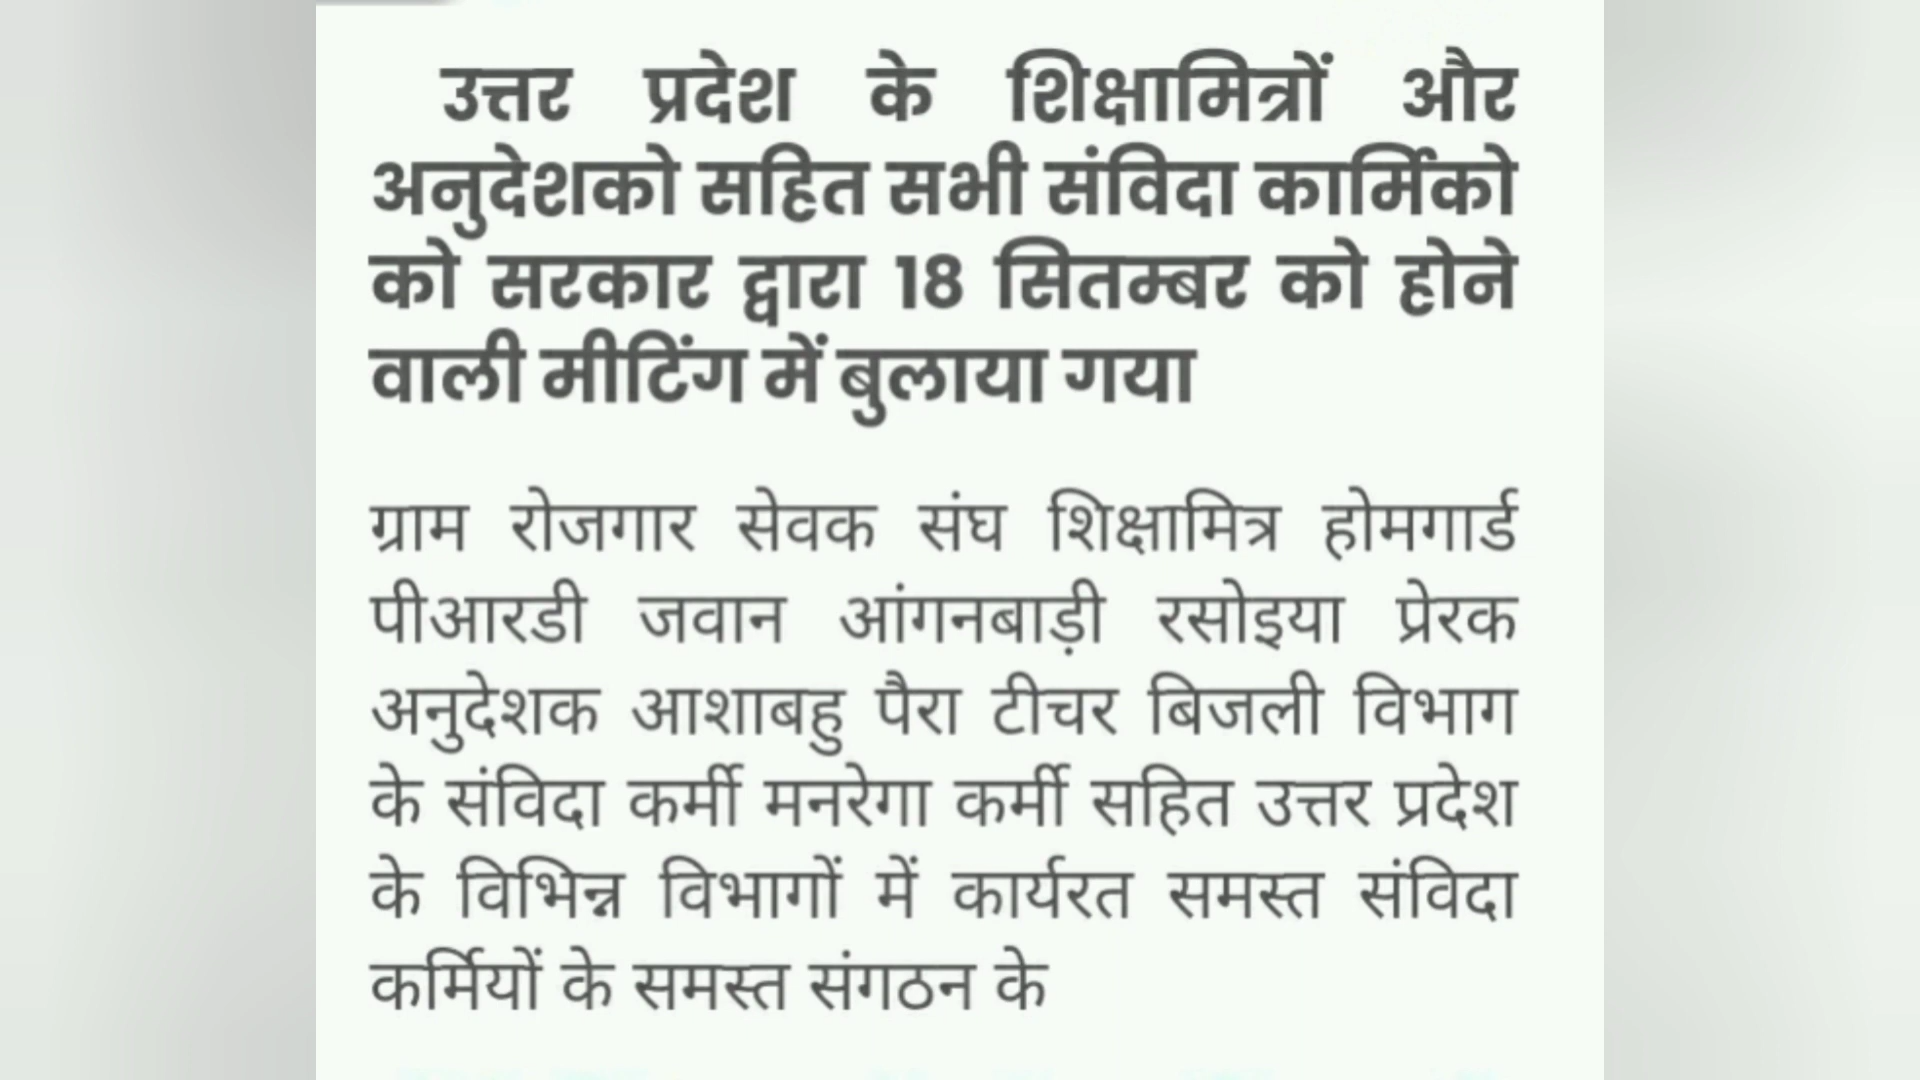 उत्तर प्रदेश के शिक्षामित्रों और
अनुदेशको सहित सभी संविदा कार्मिको
को सरकार द्वारा 18 सितम्बर को होने
वाली मीटिंग में बुलाया गया
ग्राम रोजगार सेवक संघ शिक्षामित्र होमगार्ड
पीआरडी जवान आंगनबाड़ी रसोइया प्रेरक
अनुदेशक आशाबहु पैरा टीचर बिजली विभाग
के संविदा कर्मी मनरेगा कर्मी सहित उत्तर प्रदेश
के विभिन्न विभागों में कार्यरत समस्त संविदा
कर्मियों के समस्त संगठन के